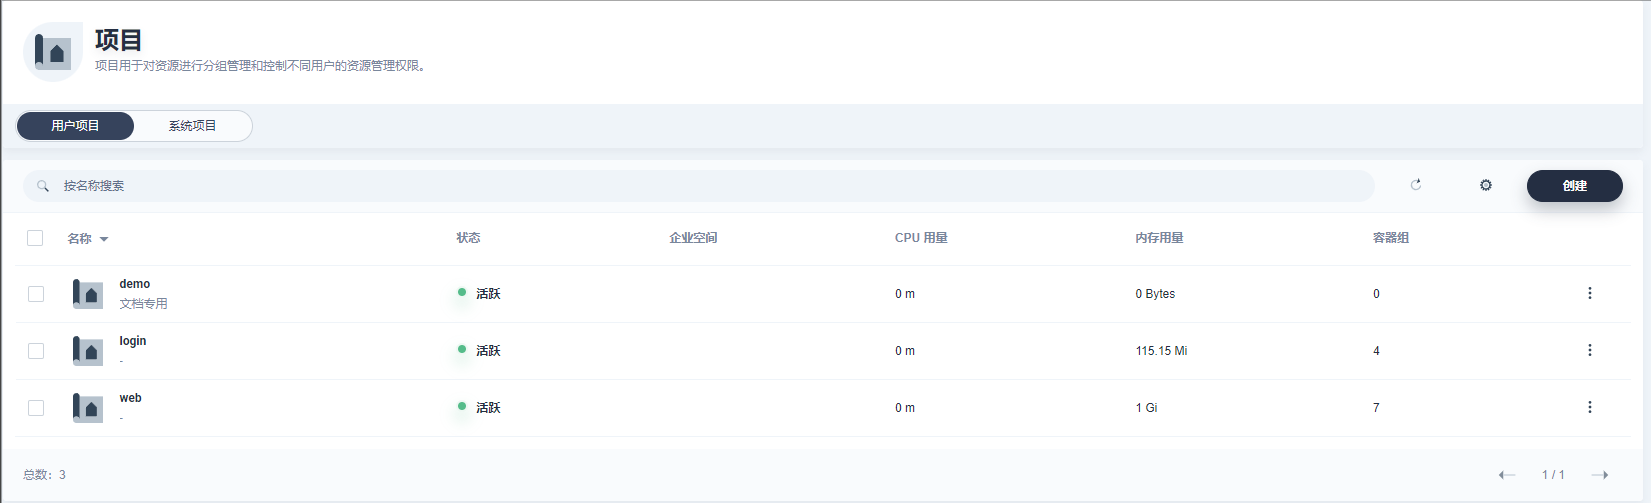 项目
项目用于对资源进行分组管理和控制不同用户的资源管理权限。
用户项目 系统项目
按名称搜索 创建
名称 状态 企业空间 CPU 用量 内存用量 容器组
demo
文档专用
活跃 0 m 0 Bytes 0
login
-
活跃 0 m 115.15 Mi 4
web
-
活跃 0 m 1 Gi 7
总数：3 1 / 1